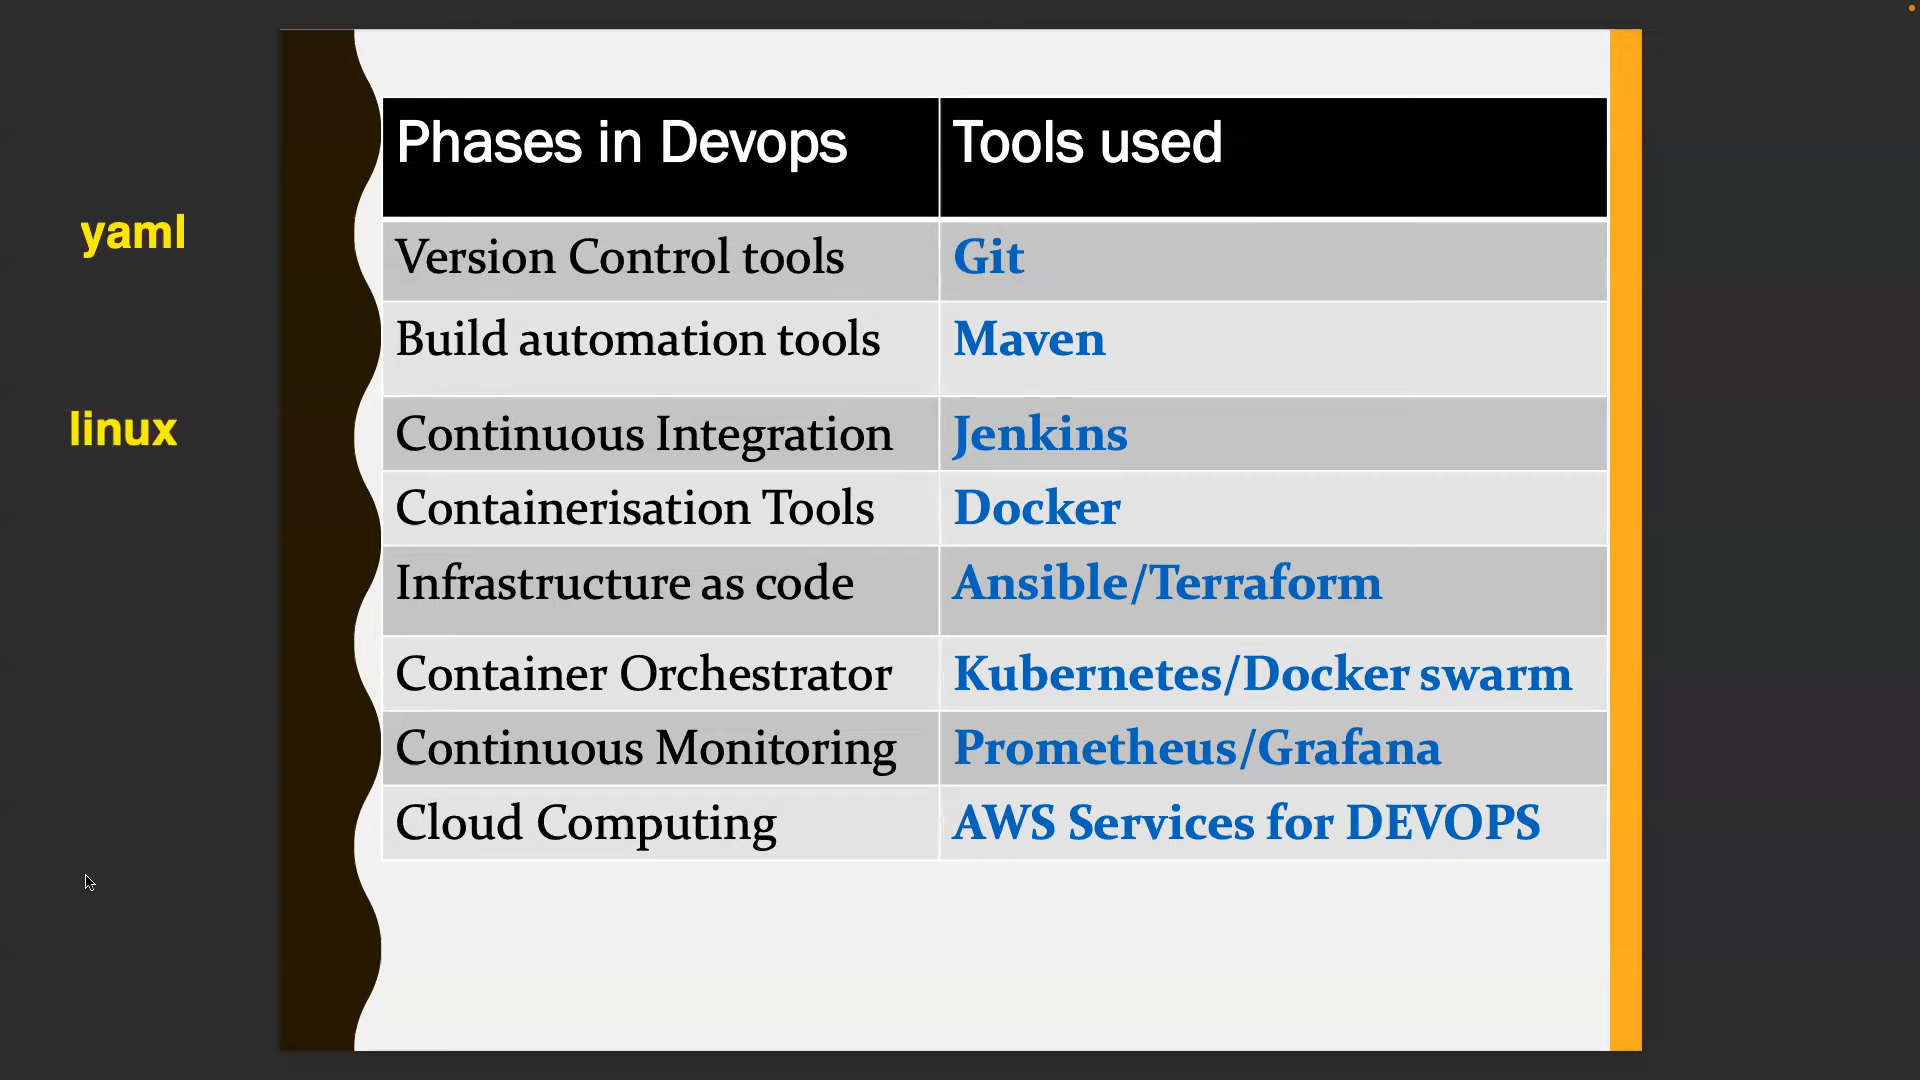 Phases in Devops Tools used
yaml
Version Control tools Git
Build automation tools Maven
linux
Continuous Integration Jenkins
Containerisation Tools Docker
Infrastructure as code Ansible/Terraform
Container Orchestrator Kubernetes/Docker swarm
Continuous Monitoring Prometheus/Grafana
Cloud Computing AWS Services for DEVOPS